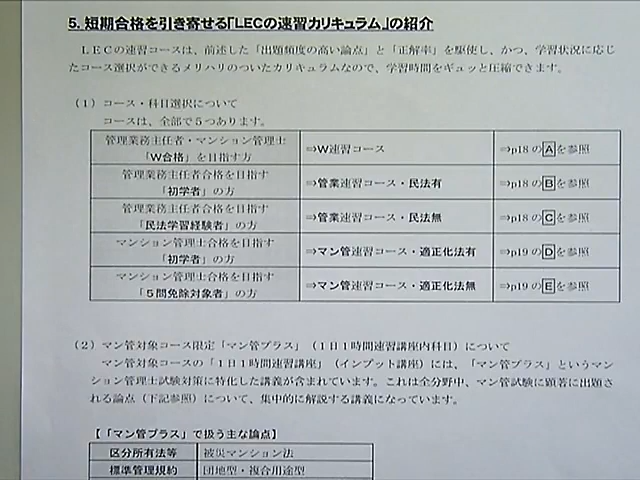 5. 短期合格を引き寄せる「LECの速習カリキュラム」の紹介
LECの速習コースは、前述した「出題頻度の高い論点」と「正解率」を駆使し、かつ、学習状況に応じ
たコース選択ができるメリハリのついたカリキュラムなので、学習時間をギュッと圧縮できます。
(1) コース・科目選択について
コースは、全部で5つあります。
管理業務主任者・マンション管理士
「W合格」を目指す方
⇒W速習コース
⇒p18 のAを参照
管理業務主任者合格を目指す
「初学者」の方
⇒管業速習コース・民法有
⇒p18 のBを参照
管理業務主任者合格を目指す
「民法学習経験者」の方
⇒管業速習コース・民法無
⇒p18 のCを参照
マンション管理士合格を目指す
「初学者」の方
⇒マン管速習コース・適正化法有
⇒p19 のDを参照
マンション管理士合格を目指す
「5問免除対象者」の方
⇒マン管速習コース・適正化法無
⇒p19 のEを参照
(2) マン管対象コース限定「マン管プラス」(1日1時間速習講座内科目)について
マン管対象コースの「1日1時間速習講座」(インプット講座)には、「マン管プラス」というマン
ション管理士試験対策に特化した講義が含まれています。これは全分野中、マン管試験に顕著に出題さ
れる論点(下記参照)について、集中的に解説する講義になっています。
【「マン管プラス」で扱う主な論点】
区分所有法等 被災マンション法
標準管理規約 団地型・複合用途型